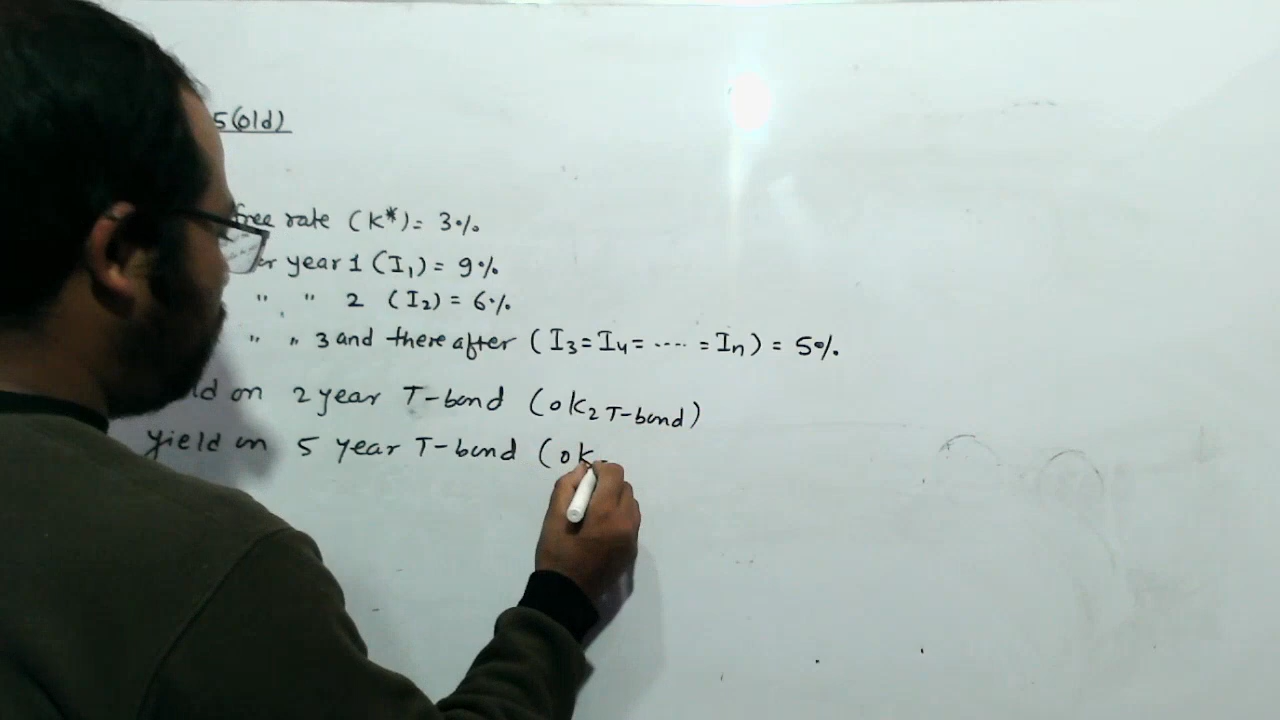 5(old)
free rate (K*) = 3%
year 1 (I₁) = 9%
" " 2 (I₂) = 6%
" " 3 and there after (I₃ = I₄ = ..... = In) = 5%
on 2 year T-bond (ok₂ T-bond)
yield on 5 year T-bond (ok